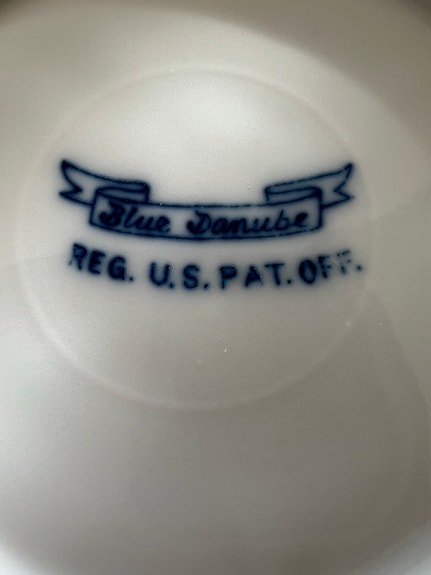 Blue Danube
REG. U.S. PAT. OFF.